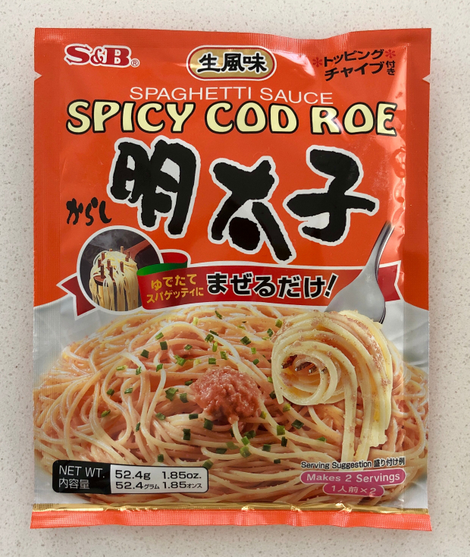 S&B®
生風味
*トッピング*
チャイブ付き
SPAGHETTI SAUCE
SPICY COD ROE
からし
明太子
ゆでたて
スパゲッティに
まぜるだけ!
Serving Suggestion 盛り付け例
NET WT. 52.4g 1.85oz.
内容量 52.4グラム 1.85オンス
Makes 2 Servings
1人前×2